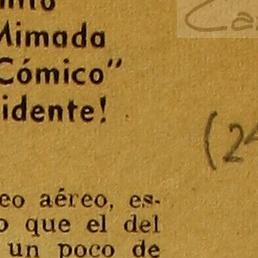 Mimada
Cómico"
idente!
(2
eo aéreo, es-
o que el del
un poco de